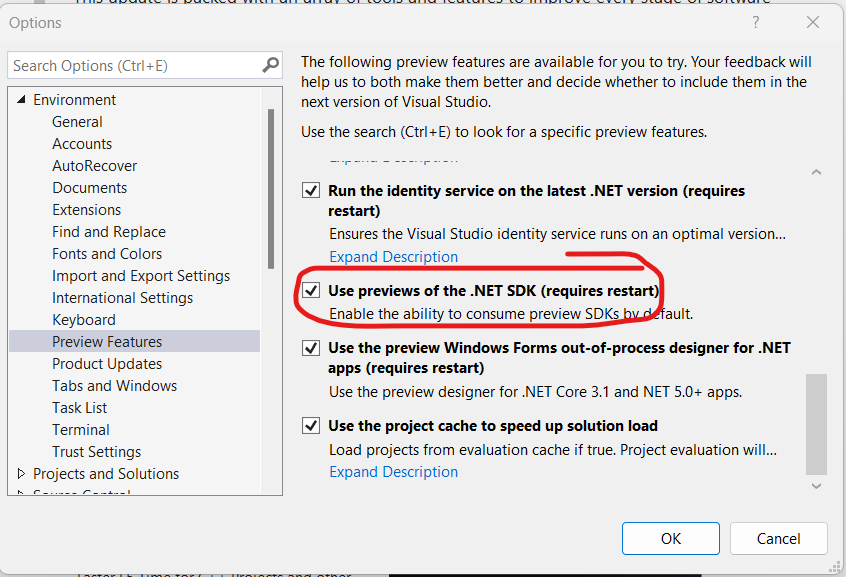 This update is packed with an array of tools and features to improve every stage of software
Options
?
Search Options (Ctrl+E)
Environment
General
Accounts
AutoRecover
Documents
Extensions
Find and Replace
Fonts and Colors
Import and Export Settings
International Settings
Keyboard
Preview Features
Product Updates
Tabs and Windows
Task List
Terminal
Trust Settings
Projects and Solutions
Source Control
The following preview features are available for you to try. Your feedback will
help us to both make them better and decide whether to include them in the
next version of Visual Studio.
Use the search (Ctrl+E) to look for a specific preview features.
Expand Description
Run the identity service on the latest .NET version (requires
restart)
Ensures the Visual Studio identity service runs on an optimal version...
Expand Description
Use previews of the .NET SDK (requires restart)
Enable the ability to consume preview SDKs by default.
Use the preview Windows Forms out-of-process designer for .NET
apps (requires restart)
Use the preview designer for .NET Core 3.1 and NET 5.0+ apps.
Use the project cache to speed up solution load
Load projects from evaluation cache if true. Project evaluation will...
Expand Description
OK
Cancel